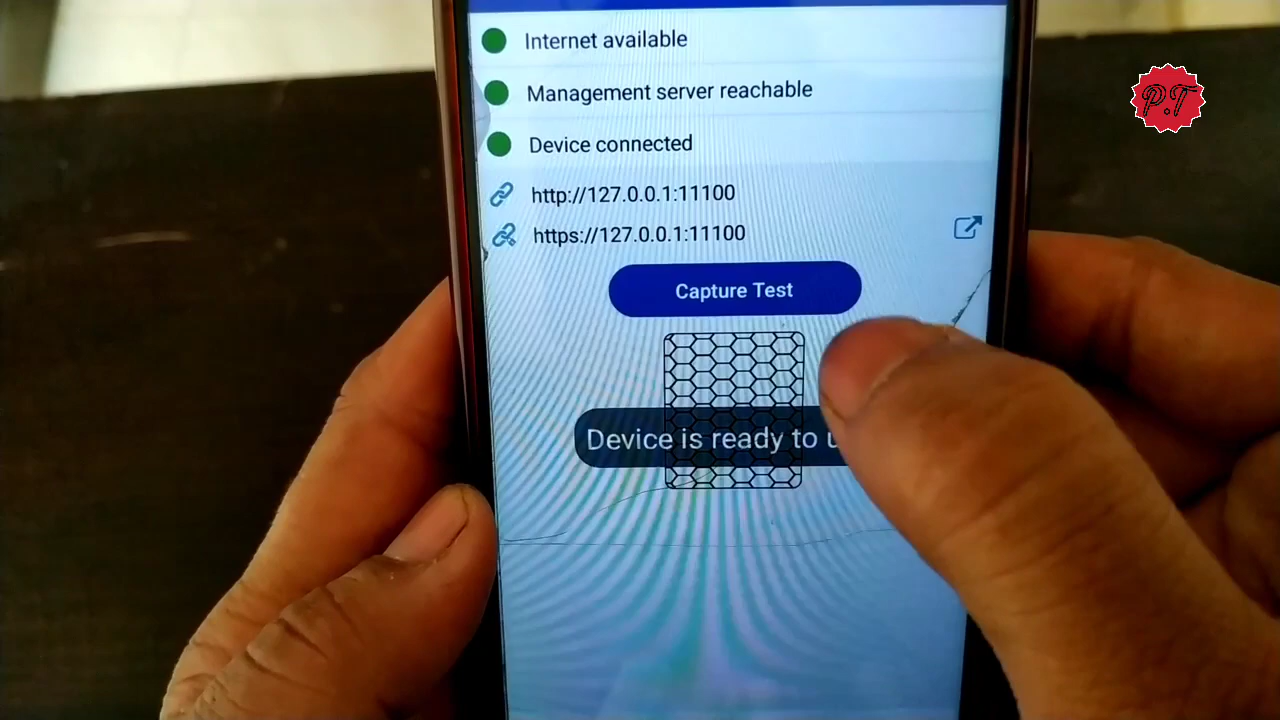 Internet available
Management server reachable
Device connected
http://127.0.0.1:11100
https://127.0.0.1:11100
Capture Test
Device is ready to
P.T